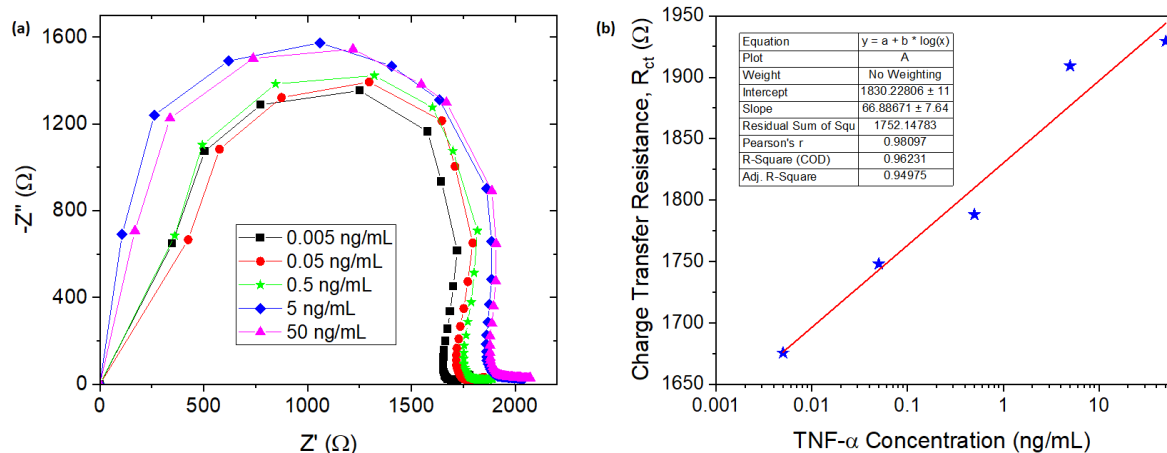 (a)
1600
1200
800
400
0
-Z" (Ω)
0 500 1000 1500 2000
Z' (Ω)
0.005 ng/mL
0.05 ng/mL
0.5 ng/mL
5 ng/mL
50 ng/mL
(b)
1950
1900
1850
1800
1750
1700
1650
Charge Transfer Resistance, Rct (Ω)
Equation y = a + b * log(x)
Plot A
Weight No Weighting
Intercept 1830.22806 ± 11
Slope 66.88671 ± 7.64
Residual Sum of Squ 1752.14783
Pearson's r 0.98097
R-Square (COD) 0.96231
Adj. R-Square 0.94975
0.001 0.01 0.1 1 10
TNF-α Concentration (ng/mL)